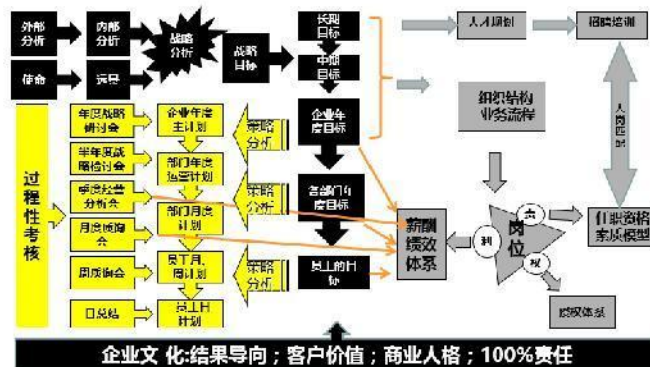 外部
分析
内部
分析
战略
分析
使命
远景
战略
目标
长期
目标
中期
目标
企业年
度目标
各部门年
度目标
员工的目
标
人才规划
招聘培训
组织结构
业务流程
人岗匹配
年度战略
研讨会
半年度战
略检讨会
季度经营
分析会
月度质询
会
周质询会
日总结
企业年度
主计划
部门年度
运营计划
部门月度
计划
员工月、
周计划
员工日
计划
策略
分析
策略
分析
策略
分析
过程性考核
薪酬
绩效
体系
岗位
责
利
权
任职资格
素质模型
授权体系
企业文 化:结果导向；客户价值；商业人格；100%责任